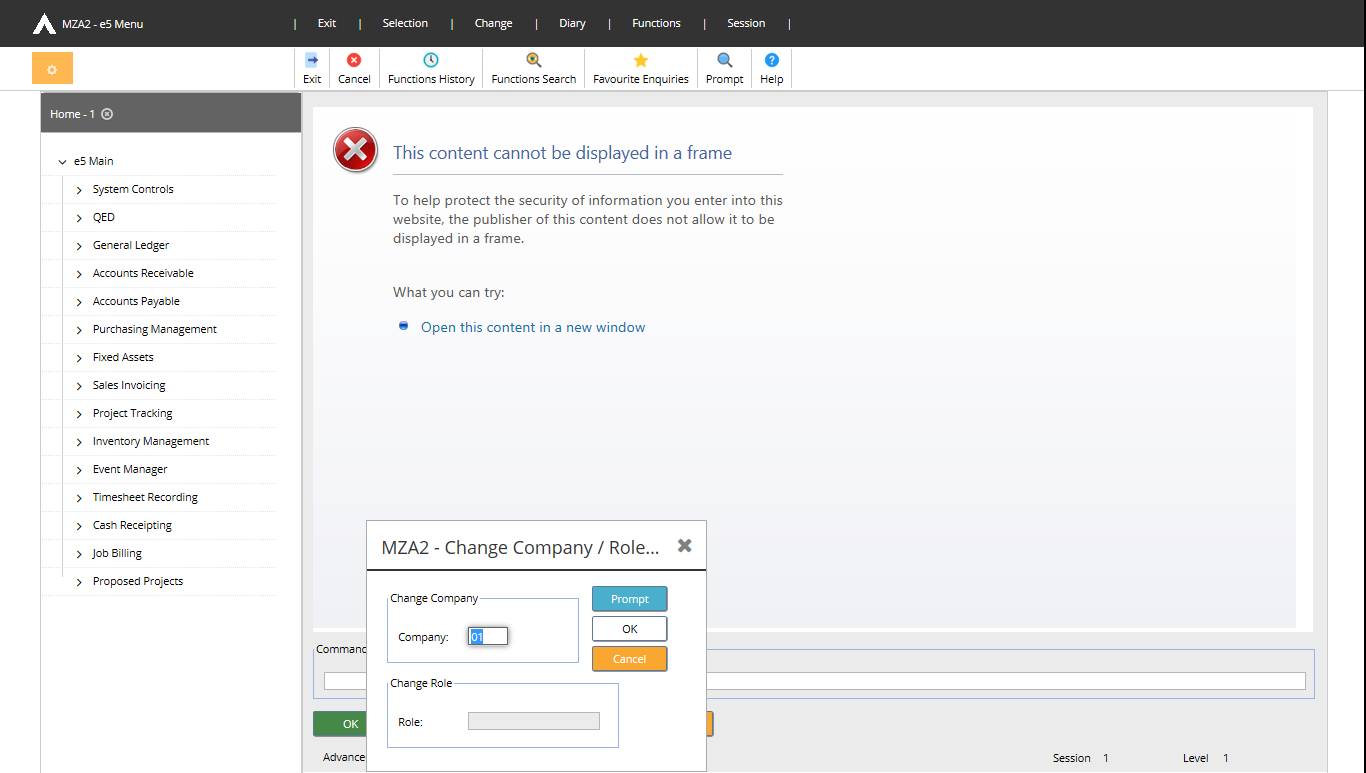 MZA2 - e5 Menu
| Exit | Selection | Change | Diary | Functions | Session |
Exit
Cancel
Functions History
Functions Search
Favourite Enquiries
Prompt
Help
Home - 1
e5 Main
System Controls
QED
General Ledger
Accounts Receivable
Accounts Payable
Purchasing Management
Fixed Assets
Sales Invoicing
Project Tracking
Inventory Management
Event Manager
Timesheet Recording
Cash Receipting
Job Billing
Proposed Projects
This content cannot be displayed in a frame
To help protect the security of information you enter into this
website, the publisher of this content does not allow it to be
displayed in a frame.
What you can try:
Open this content in a new window
MZA2 - Change Company / Role...
Change Company
Company: 01
Prompt
OK
Cancel
Change Role
Role:
Command
OK
Advance
Session 1
Level 1